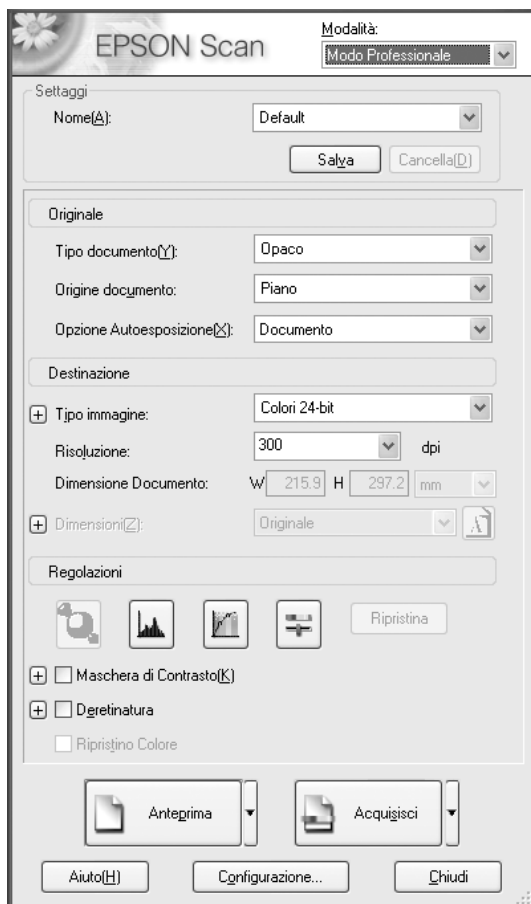 EPSON Scan
Modalità:
Modo Professionale
Settaggi
Nome(A):
Default
Salva
Cancella(D)
Originale
Tipo documento(Y):
Opaco
Origine documento:
Piano
Opzione Autoesposizione(X):
Documento
Destinazione
Tipo immagine:
Colori 24-bit
Risoluzione:
300
dpi
Dimensione Documento:
W 215.9 H 297.2 mm
Dimensioni(Z):
Originale
Regolazioni
Ripristina
Maschera di Contrasto(K)
Deretinatura
Ripristino Colore
Anteprima
Acquisisci
Aiuto(H)
Configurazione...
Chiudi